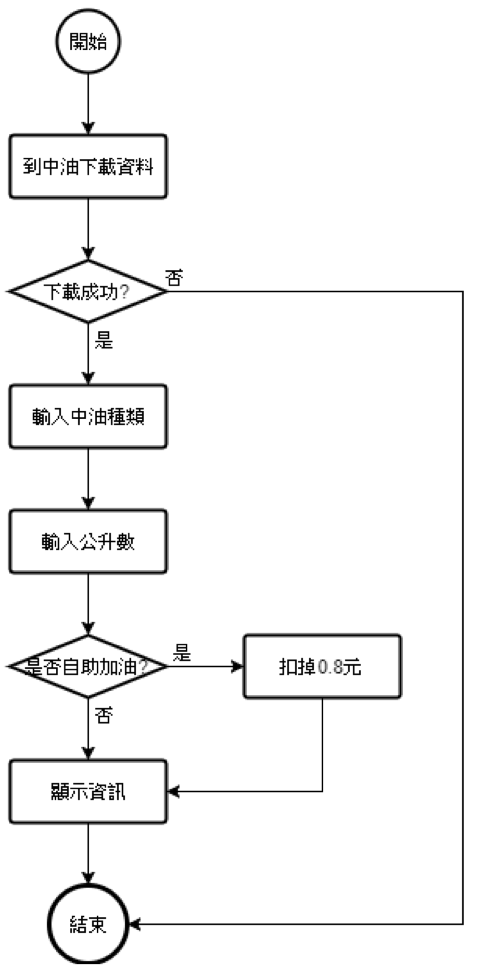 開始
到中油下載資料
下載成功?
否
是
輸入中油種類
輸入公升數
是否自助加油?
是
扣掉0.8元
否
顯示資訊
結束